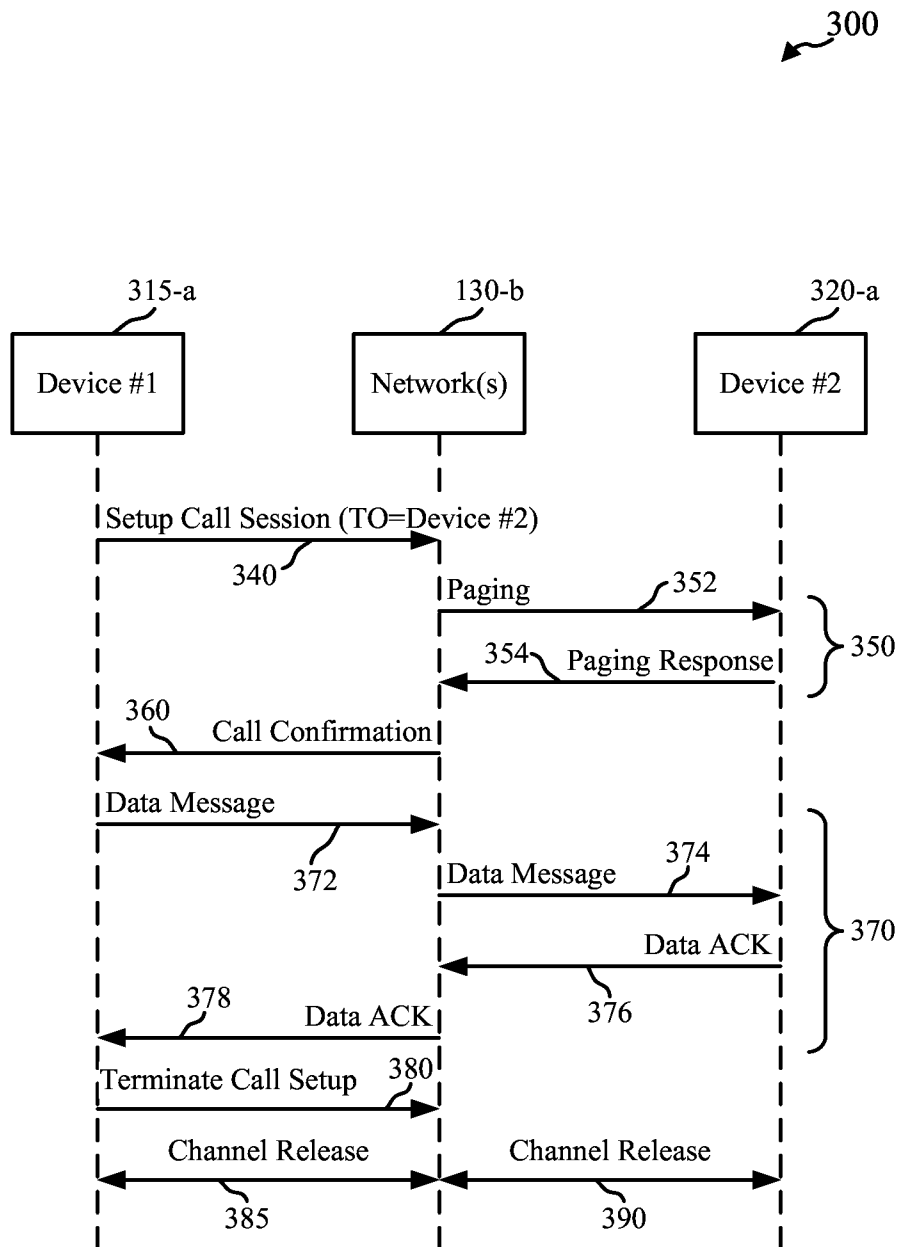 300
315-a
130-b
320-a
Device #1
Network(s)
Device #2
Setup Call Session (TO=Device #2)
340
Paging
352
350
354
Paging Response
360
Call Confirmation
Data Message
372
Data Message
374
370
Data ACK
376
378
Data ACK
Terminate Call Setup
380
Channel Release
Channel Release
385
390